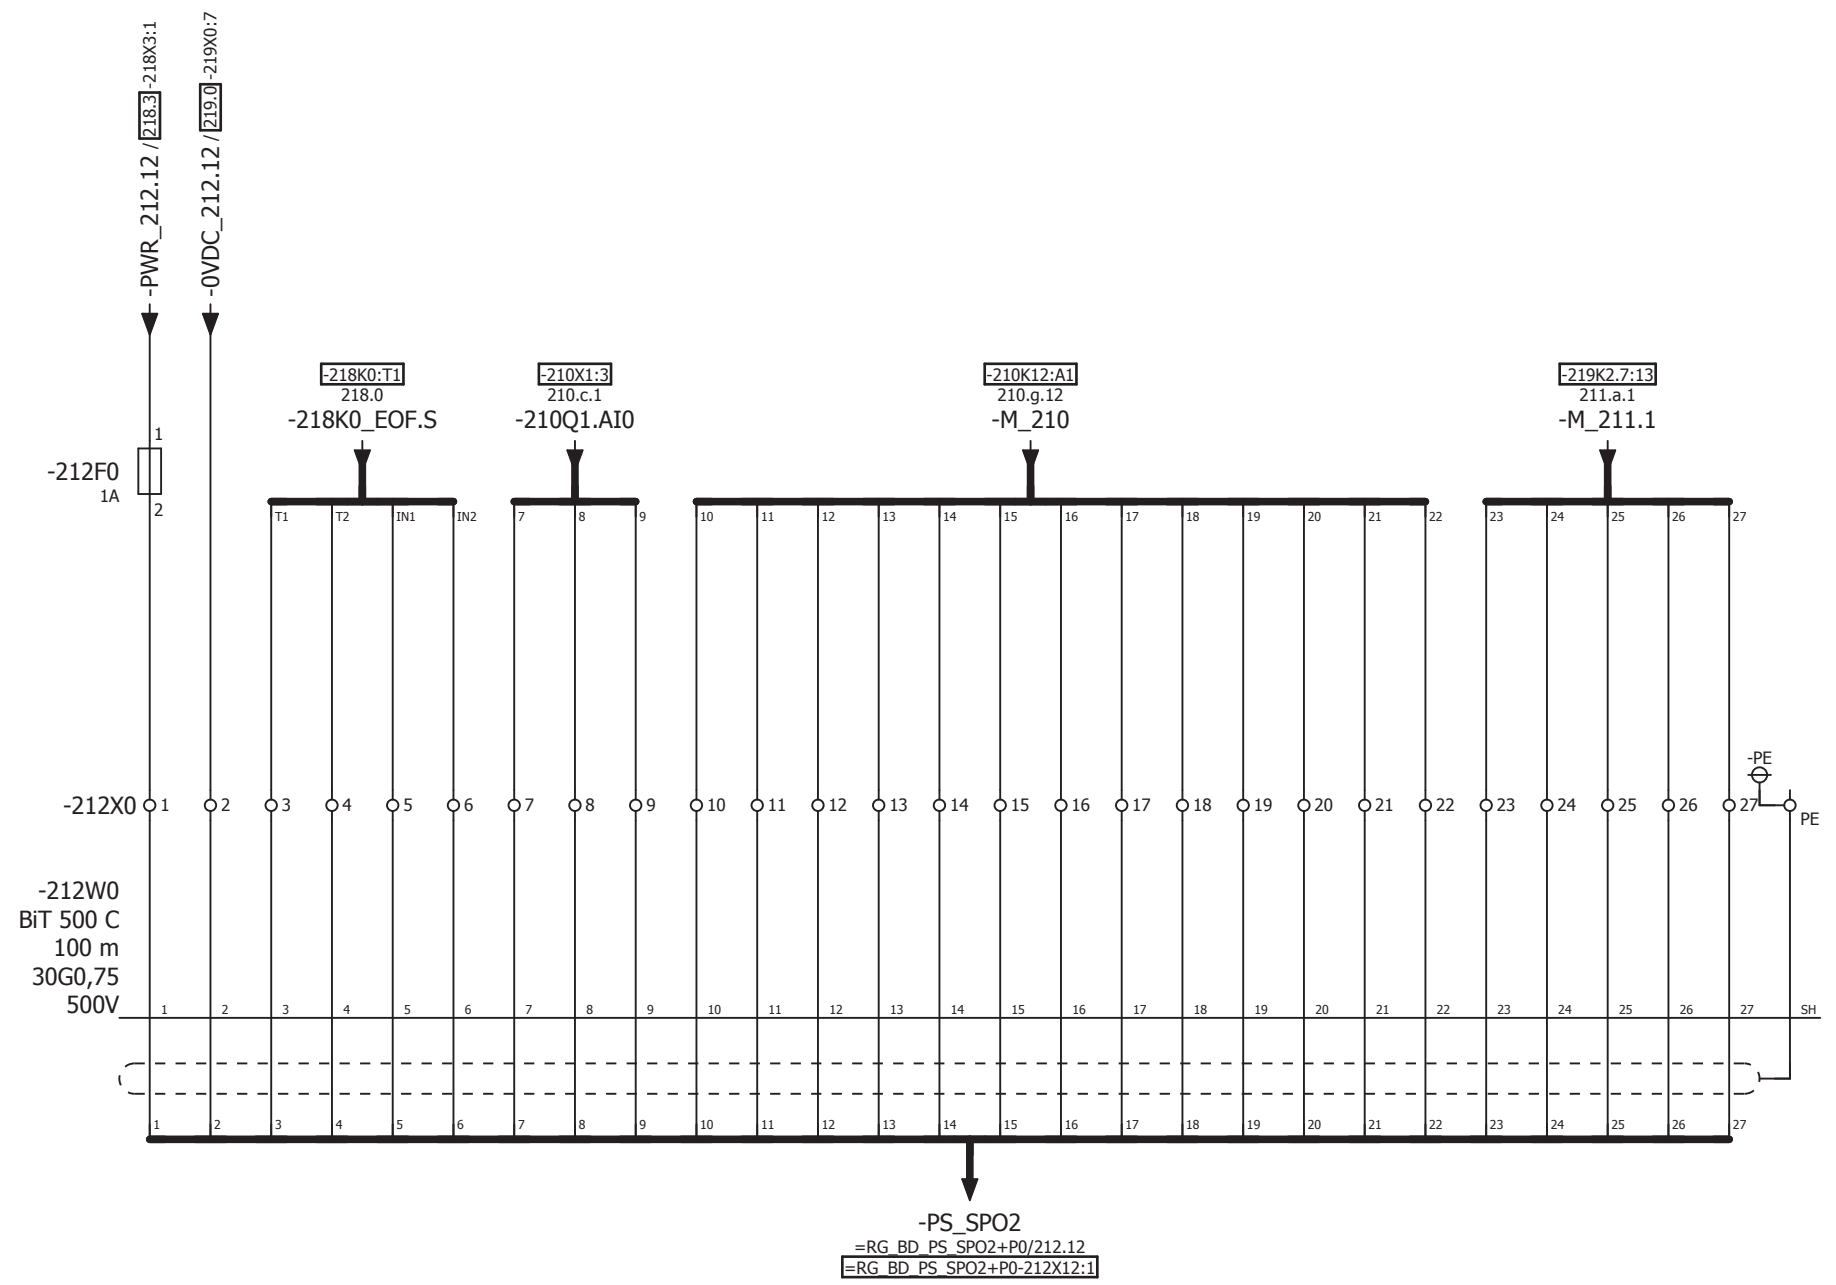 -PWR_212.12 / 218.3 -218X3:1
-0VDC_212.12 / 219.0 -219X0:7
-218K0:T1
218.0
-218K0_EOF.S
-210X1:3
210.c.1
-210Q1.AI0
-210K12:A1
210.g.12
-M_210
-219K2.7:13
211.a.1
-M_211.1
1
-212F0
1A
2
T1 T2 IN1 IN2 7 8 9 10 11 12 13 14 15 16 17 18 19 20 21 22 23 24 25 26 27
-PE
-212X0 1 2 3 4 5 6 7 8 9 10 11 12 13 14 15 16 17 18 19 20 21 22 23 24 25 26 27
PE
-212W0
BiT 500 C
100 m
30G0,75
500V
1 2 3 4 5 6 7 8 9 10 11 12 13 14 15 16 17 18 19 20 21 22 23 24 25 26 27 SH
1 2 3 4 5 6 7 8 9 10 11 12 13 14 15 16 17 18 19 20 21 22 23 24 25 26 27
-PS_SPO2
=RG_BD_PS_SPO2+P0/212.12
=RG_BD_PS_SPO2+P0-212X12:1